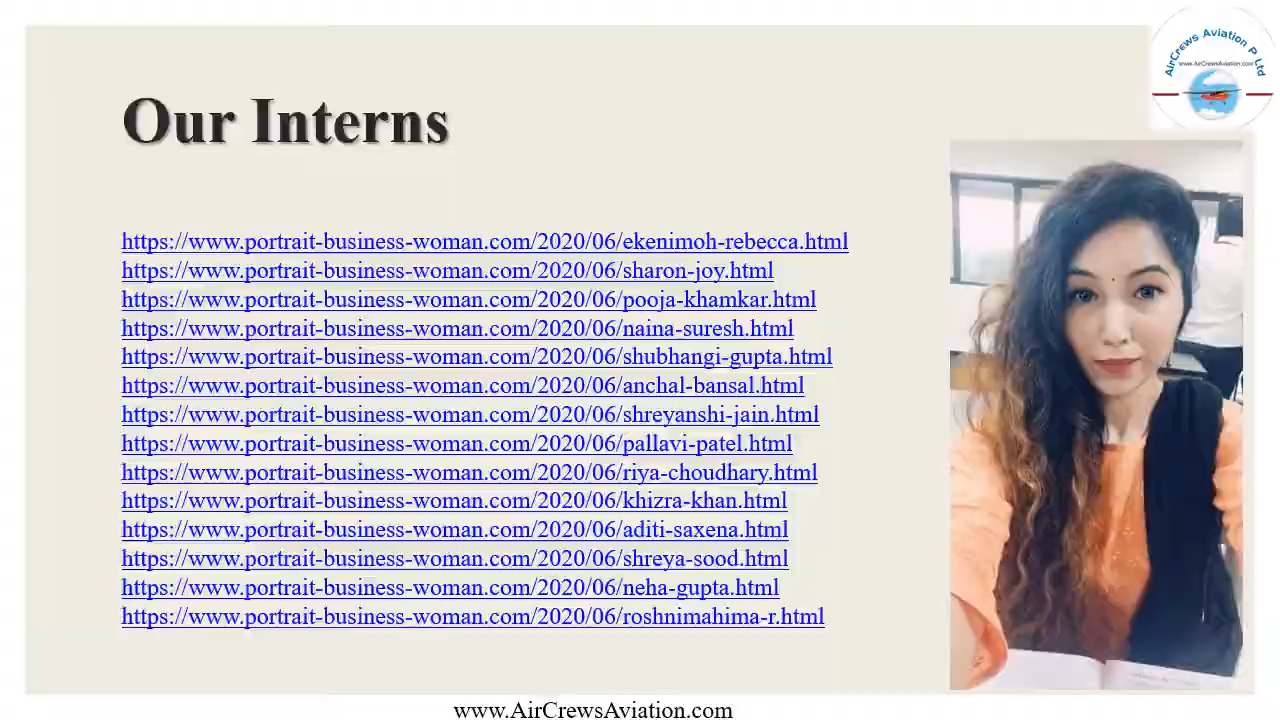 AirCrews Aviation P Ltd
www.AirCrewsAviation.com
Our Interns
https://www.portrait-business-woman.com/2020/06/ekenimoh-rebecca.html
https://www.portrait-business-woman.com/2020/06/sharon-joy.html
https://www.portrait-business-woman.com/2020/06/pooja-khamkar.html
https://www.portrait-business-woman.com/2020/06/naina-suresh.html
https://www.portrait-business-woman.com/2020/06/shubhangi-gupta.html
https://www.portrait-business-woman.com/2020/06/anchal-bansal.html
https://www.portrait-business-woman.com/2020/06/shreyanshi-jain.html
https://www.portrait-business-woman.com/2020/06/pallavi-patel.html
https://www.portrait-business-woman.com/2020/06/riya-choudhary.html
https://www.portrait-business-woman.com/2020/06/khizra-khan.html
https://www.portrait-business-woman.com/2020/06/aditi-saxena.html
https://www.portrait-business-woman.com/2020/06/shreya-sood.html
https://www.portrait-business-woman.com/2020/06/neha-gupta.html
https://www.portrait-business-woman.com/2020/06/roshnimahima-r.html
www.AirCrewsAviation.com